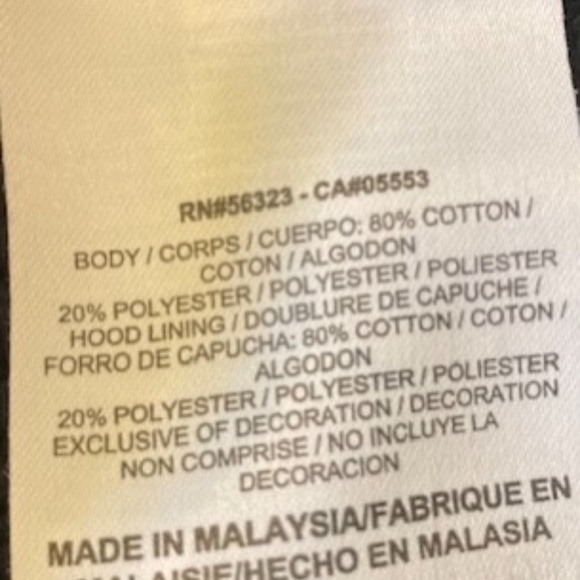 RN#56323 - CA#05553
BODY / CORPS / CUERPO: 80% COTTON /
COTON / ALGODON
20% POLYESTER / POLYESTER / POLIESTER
HOOD LINING / DOUBLURE DE CAPUCHE /
FORRO DE CAPUCHA: 80% COTTON / COTON /
ALGODON
20% POLYESTER / POLYESTER / POLIESTER
EXCLUSIVE OF DECORATION / DECORATION
NON COMPRISE / NO INCLUYE LA
DECORACION
MADE IN MALAYSIA/FABRIQUE EN
MALAISIE/HECHO EN MALASIA